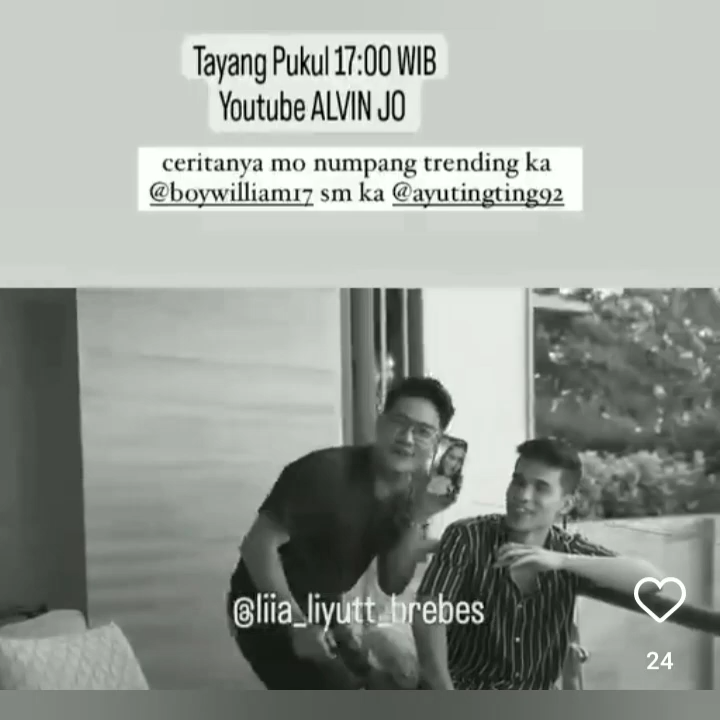 Tayang Pukul 17:00 WIB
Youtube ALVIN JO
ceritanya mo numpang trending ka
@boywilliam17 sm ka @ayutingting92
@liia_liyutt_brebes
24